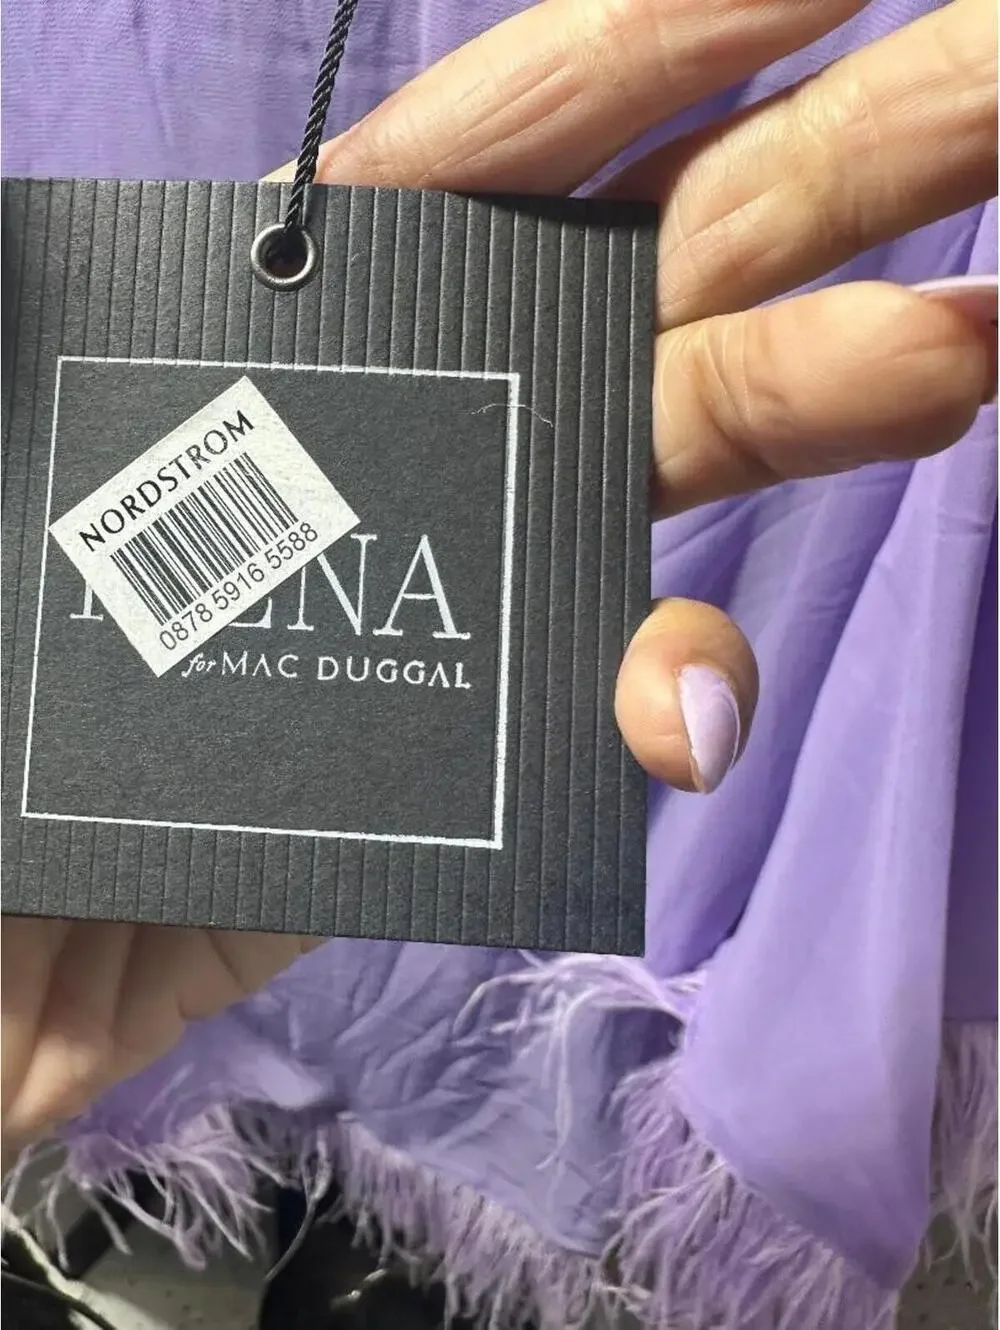 NORDSTROM
0878 5916 5588
for MAC DUGGAL